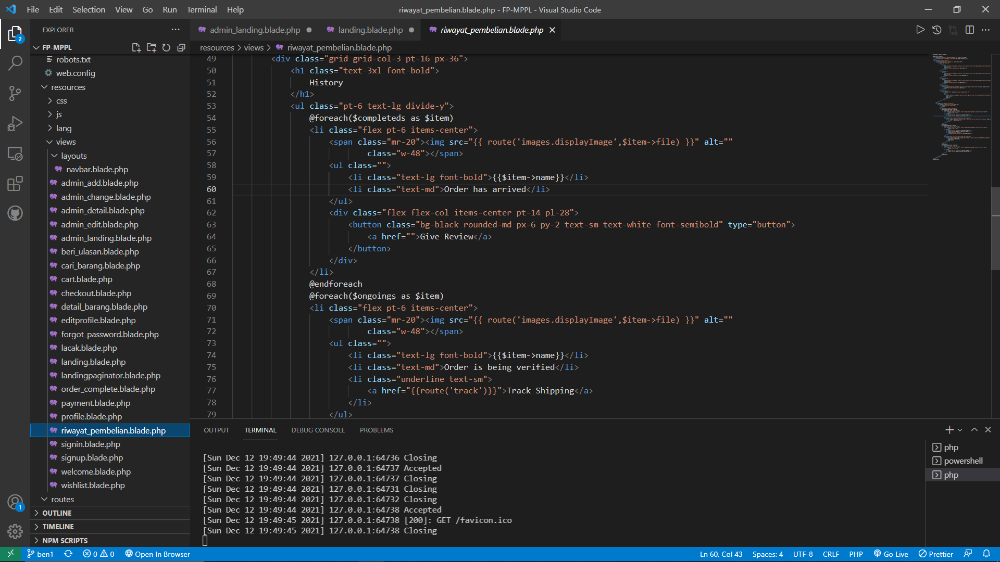 File Edit Selection View Go Run Terminal Help
riwayat_pembelian.blade.php - FP-MPPL - Visual Studio Code
EXPLORER
FP-MPPL
robots.txt
web.config
resources
css
js
lang
views
layouts
navbar.blade.php
admin_add.blade.php
admin_change.blade.php
admin_detail.blade.php
admin_edit.blade.php
admin_landing.blade.php
beri_ulasan.blade.php
cari_barang.blade.php
cart.blade.php
checkout.blade.php
detail_barang.blade.php
editprofile.blade.php
forgot_password.blade.php
lacak.blade.php
landing.blade.php
landingpaginator.blade.php
order_complete.blade.php
payment.blade.php
profile.blade.php
riwayat_pembelian.blade.php
signin.blade.php
signup.blade.php
welcome.blade.php
wishlist.blade.php
routes
OUTLINE
TIMELINE
NPM SCRIPTS
2
1
admin_landing.blade.php
landing.blade.php
riwayat_pembelian.blade.php
resources > views > riwayat_pembelian.blade.php
49 <div class="grid grid-col-3 pt-16 px-36">
50 <h1 class="text-3xl font-bold">
51 History
52 </h1>
53 <ul class="pt-6 text-lg divide-y">
54 @foreach($completeds as $item)
55 <li class="flex pt-6 items-center">
56 <span class="mr-20"><img src="{{ route('images.displayImage',$item->file) }}" alt=""
57 class="w-48"></span>
58 <ul class="">
59 <li class="text-lg font-bold">{{$item->name}}</li>
60 <li class="text-md">Order has arrived</li>
61 </ul>
62 <div class="flex flex-col items-center pt-14 pl-28">
63 <button class="bg-black rounded-md px-6 py-2 text-sm text-white font-semibold" type="button">
64 <a href="">Give Review</a>
65 </button>
66 </div>
67 </li>
68 @endforeach
69 @foreach($ongoings as $item)
70 <li class="flex pt-6 items-center">
71 <span class="mr-20"><img src="{{ route('images.displayImage',$item->file) }}" alt=""
72 class="w-48"></span>
73 <ul class="">
74 <li class="text-lg font-bold">{{$item->name}}</li>
75 <li class="text-md">Order is being verified</li>
76 <li class="underline text-sm">
77 <a href="{{route('track')}}">Track Shipping</a>
78 </li>
79 </ul>
OUTPUT TERMINAL DEBUG CONSOLE PROBLEMS
[Sun Dec 12 19:49:44 2021] 127.0.0.1:64736 Closing
[Sun Dec 12 19:49:44 2021] 127.0.0.1:64737 Accepted
[Sun Dec 12 19:49:44 2021] 127.0.0.1:64737 Closing
[Sun Dec 12 19:49:44 2021] 127.0.0.1:64731 Closing
[Sun Dec 12 19:49:44 2021] 127.0.0.1:64732 Closing
[Sun Dec 12 19:49:44 2021] 127.0.0.1:64738 Accepted
[Sun Dec 12 19:49:45 2021] 127.0.0.1:64738 [200]: GET /favicon.ico
[Sun Dec 12 19:49:45 2021] 127.0.0.1:64738 Closing
php
powershell
php
ben1 0 0 Open In Browser
Ln 60, Col 43 Spaces: 4 UTF-8 CRLF PHP Go Live Prettier